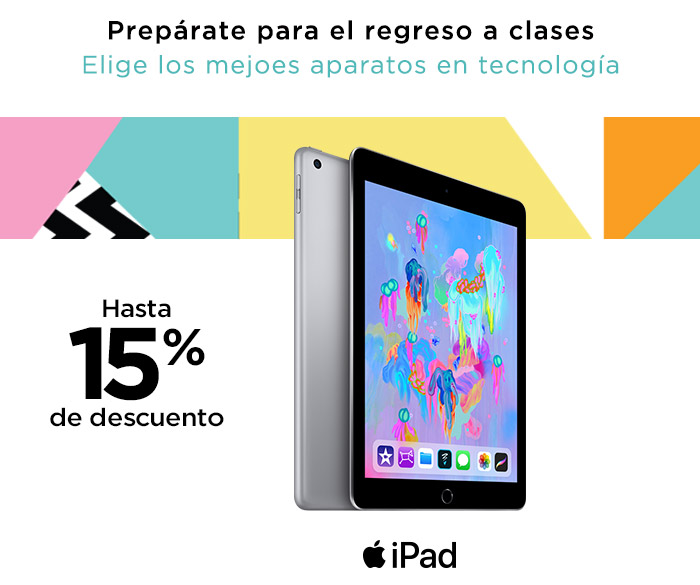 Prepárate para el regreso a clases
Elige los mejoes aparatos en tecnología
Hasta
15%
de descuento
iPad